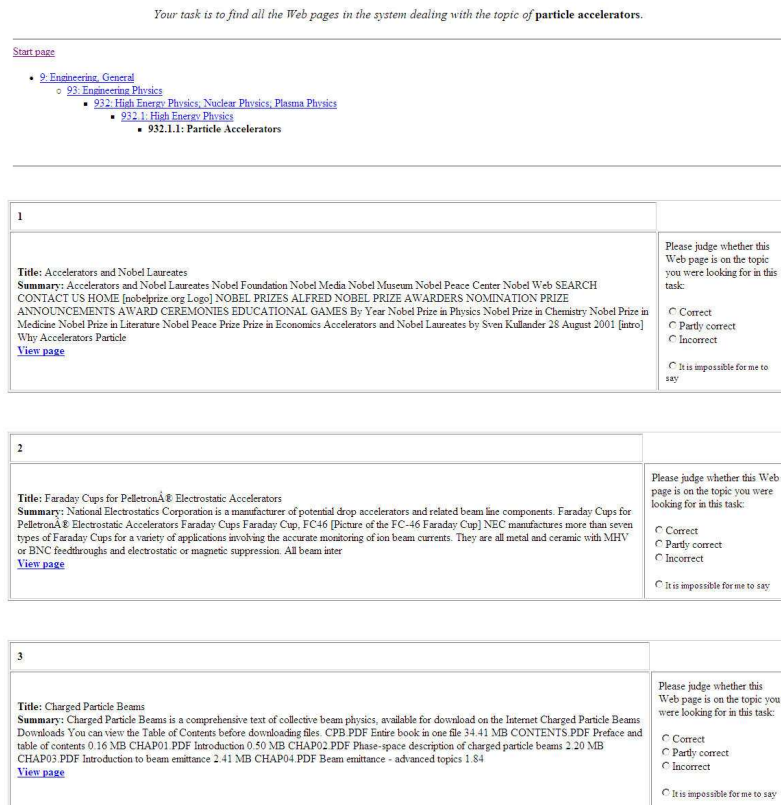 Your task is to find all the Web pages in the system dealing with the topic of particle accelerators.
Start page
9: Engineering, General
93: Engineering Physics
932: High Energy Physics; Nuclear Physics; Plasma Physics
932.1: High Energy Physics
932.1.1: Particle Accelerators
1
Title: Accelerators and Nobel Laureates
Summary: Accelerators and Nobel Laureates Nobel Foundation Nobel Media Nobel Museum Nobel Peace Center Nobel Web SEARCH
CONTACT US HOME [nobelprize.org Logo] NOBEL PRIZES ALFRED NOBEL PRIZE AWARDERS NOMINATION PRIZE
ANNOUNCEMENTS AWARD CEREMONIES EDUCATIONAL GAMES By Year Nobel Prize in Physics Nobel Prize in Chemistry Nobel Prize in
Medicine Nobel Prize in Literature Nobel Peace Prize Prize in Economics Accelerators and Nobel Laureates by Sven Kullander 28 August 2001 [intro]
Why Accelerators Particle
View page
Please judge whether this
Web page is on the topic
you were looking for in this
task:
Correct
Partly correct
Incorrect
It is impossible for me to
say
2
Title: Faraday Cups for PelletronÂ® Electrostatic Accelerators
Summary: National Electrostatics Corporation is a manufacturer of potential drop accelerators and related beam line components. Faraday Cups for
PelletronÂ® Electrostatic Accelerators Faraday Cups Faraday Cup, FC46 [Picture of the FC-46 Faraday Cup] NEC manufactures more than seven
types of Faraday Cups for a variety of applications involving the accurate monitoring of ion beam currents. They are all metal and ceramic with MHV
or BNC feedthroughs and electrostatic or magnetic suppression. All beam inter
View page
Please judge whether this Web
page is on the topic you were
looking for in this task:
Correct
Partly correct
Incorrect
It is impossible for me to say
3
Title: Charged Particle Beams
Summary: Charged Particle Beams is a comprehensive text of collective beam physics, available for download on the Internet Charged Particle Beams
Downloads You can view the Table of Contents before downloading files. CPB.PDF Entire book in one file 34.41 MB CONTENTS.PDF Preface and
table of contents 0.16 MB CHAP01.PDF Introduction 0.50 MB CHAP02.PDF Phase-space description of charged particle beams 2.20 MB
CHAP03.PDF Introduction to beam emittance 2.41 MB CHAP04.PDF Beam emittance - advanced topics 1.84
View page
Please judge whether this
Web page is on the topic you
were looking for in this task:
Correct
Partly correct
Incorrect
It is impossible for me to say